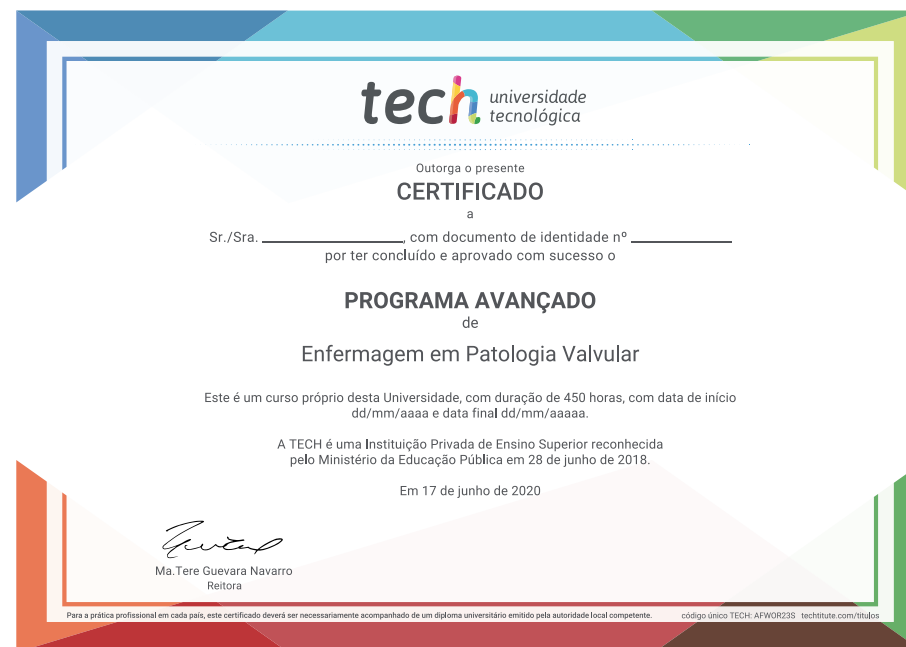 tech universidade
tecnológica
Outorga o presente
CERTIFICADO
a
Sr./Sra. ____________________, com documento de identidade nº ______________
por ter concluído e aprovado com sucesso o
PROGRAMA AVANÇADO
de
Enfermagem em Patologia Valvular
Este é um curso próprio desta Universidade, com duração de 450 horas, com data de início
dd/mm/aaaa e data final dd/mm/aaaaa.
A TECH é uma Instituição Privada de Ensino Superior reconhecida
pelo Ministério da Educação Pública em 28 de junho de 2018.
Em 17 de junho de 2020
Ma.Tere Guevara Navarro
Reitora
Para a prática profissional em cada país, este certificado deverá ser necessariamente acompanhado de um diploma universitário emitido pela autoridade local competente. código único TECH: AFWOR23S techtitute.com/titulos